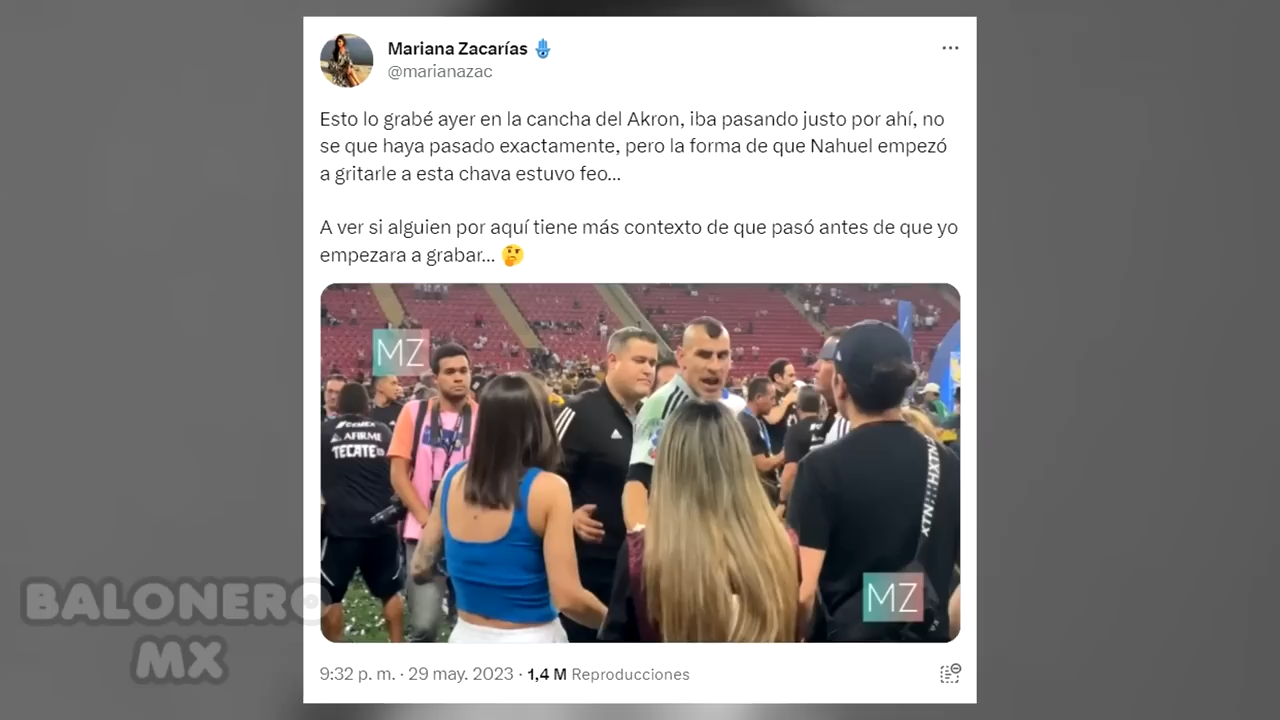 Mariana Zacarías
@marianazac
Esto lo grabé ayer en la cancha del Akron, iba pasando justo por ahí, no
se que haya pasado exactamente, pero la forma de que Nahuel empezó
a gritarle a esta chava estuvo feo...
A ver si alguien por aquí tiene más contexto de que pasó antes de que yo
empezara a grabar...
MZ
CEMEX
AFIRME
TECATE
XTN
MZ
BALONERO
MX
9:32 p. m. · 29 may. 2023 · 1,4 M Reproducciones